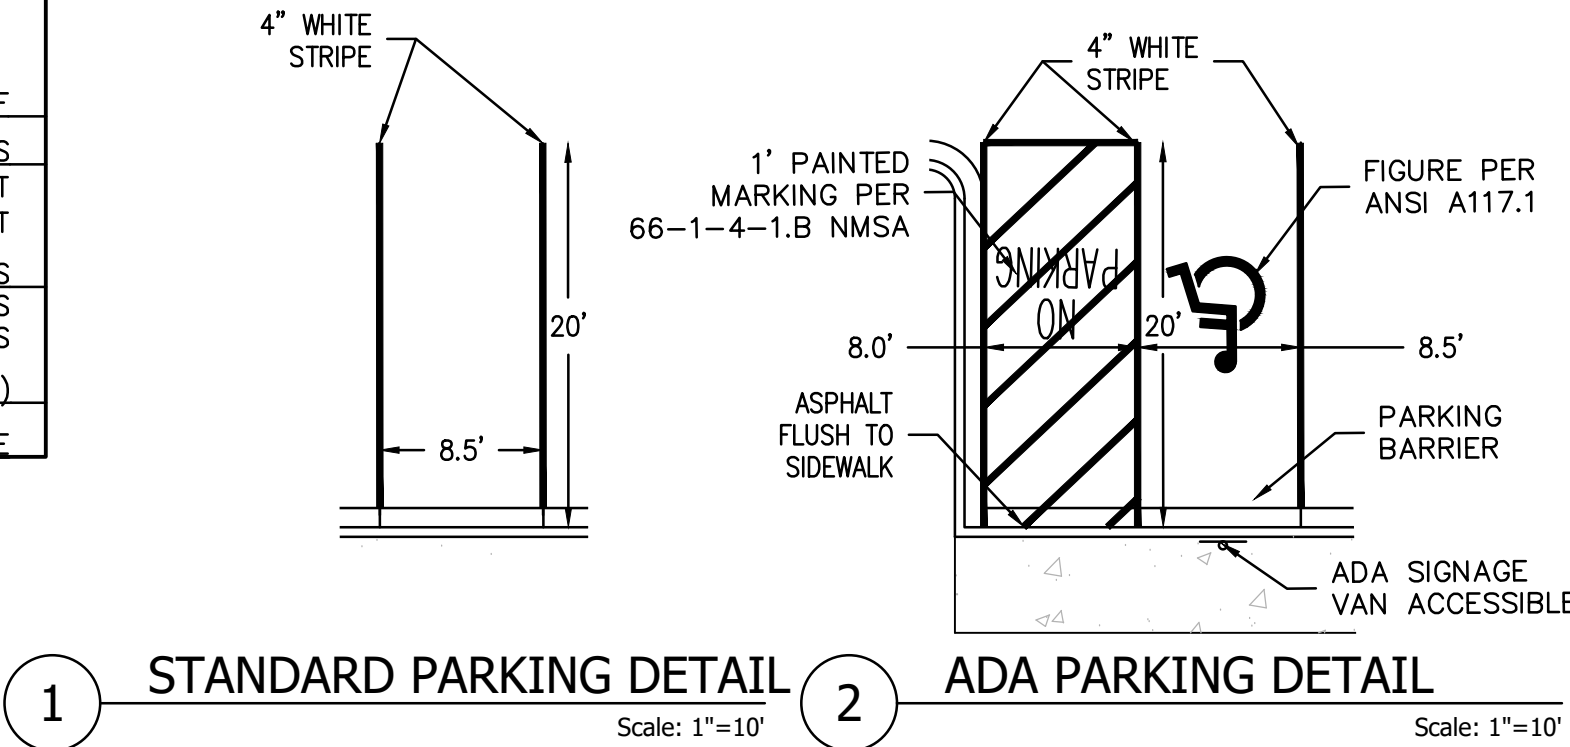 F
S
T
T
S
S
S
)
E
4” WHITE
STRIPE
20’
8.5’
1
STANDARD PARKING DETAIL
Scale: 1"=10'
4” WHITE
STRIPE
1’ PAINTED
MARKING PER
66-1-4-1.B NMSA
FIGURE PER
ANSI A117.1
NO
PARKING
20’
8.0’
8.5’
ASPHALT
FLUSH TO
SIDEWALK
PARKING
BARRIER
ADA SIGNAGE
VAN ACCESSIBLE
2
ADA PARKING DETAIL
Scale: 1"=10'